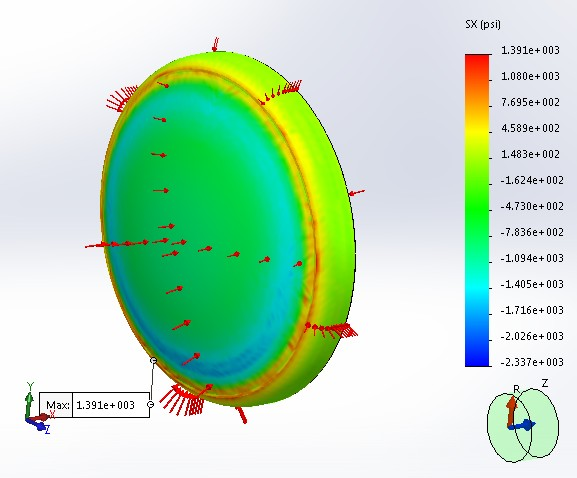 SX (psi)
1.391e+003
1.080e+003
7.695e+002
4.589e+002
1.483e+002
-1.624e+002
-4.730e+002
-7.836e+002
-1.094e+003
-1.405e+003
-1.716e+003
-2.026e+003
-2.337e+003
Y
X
Z
Max: 1.391e+003
R
Z